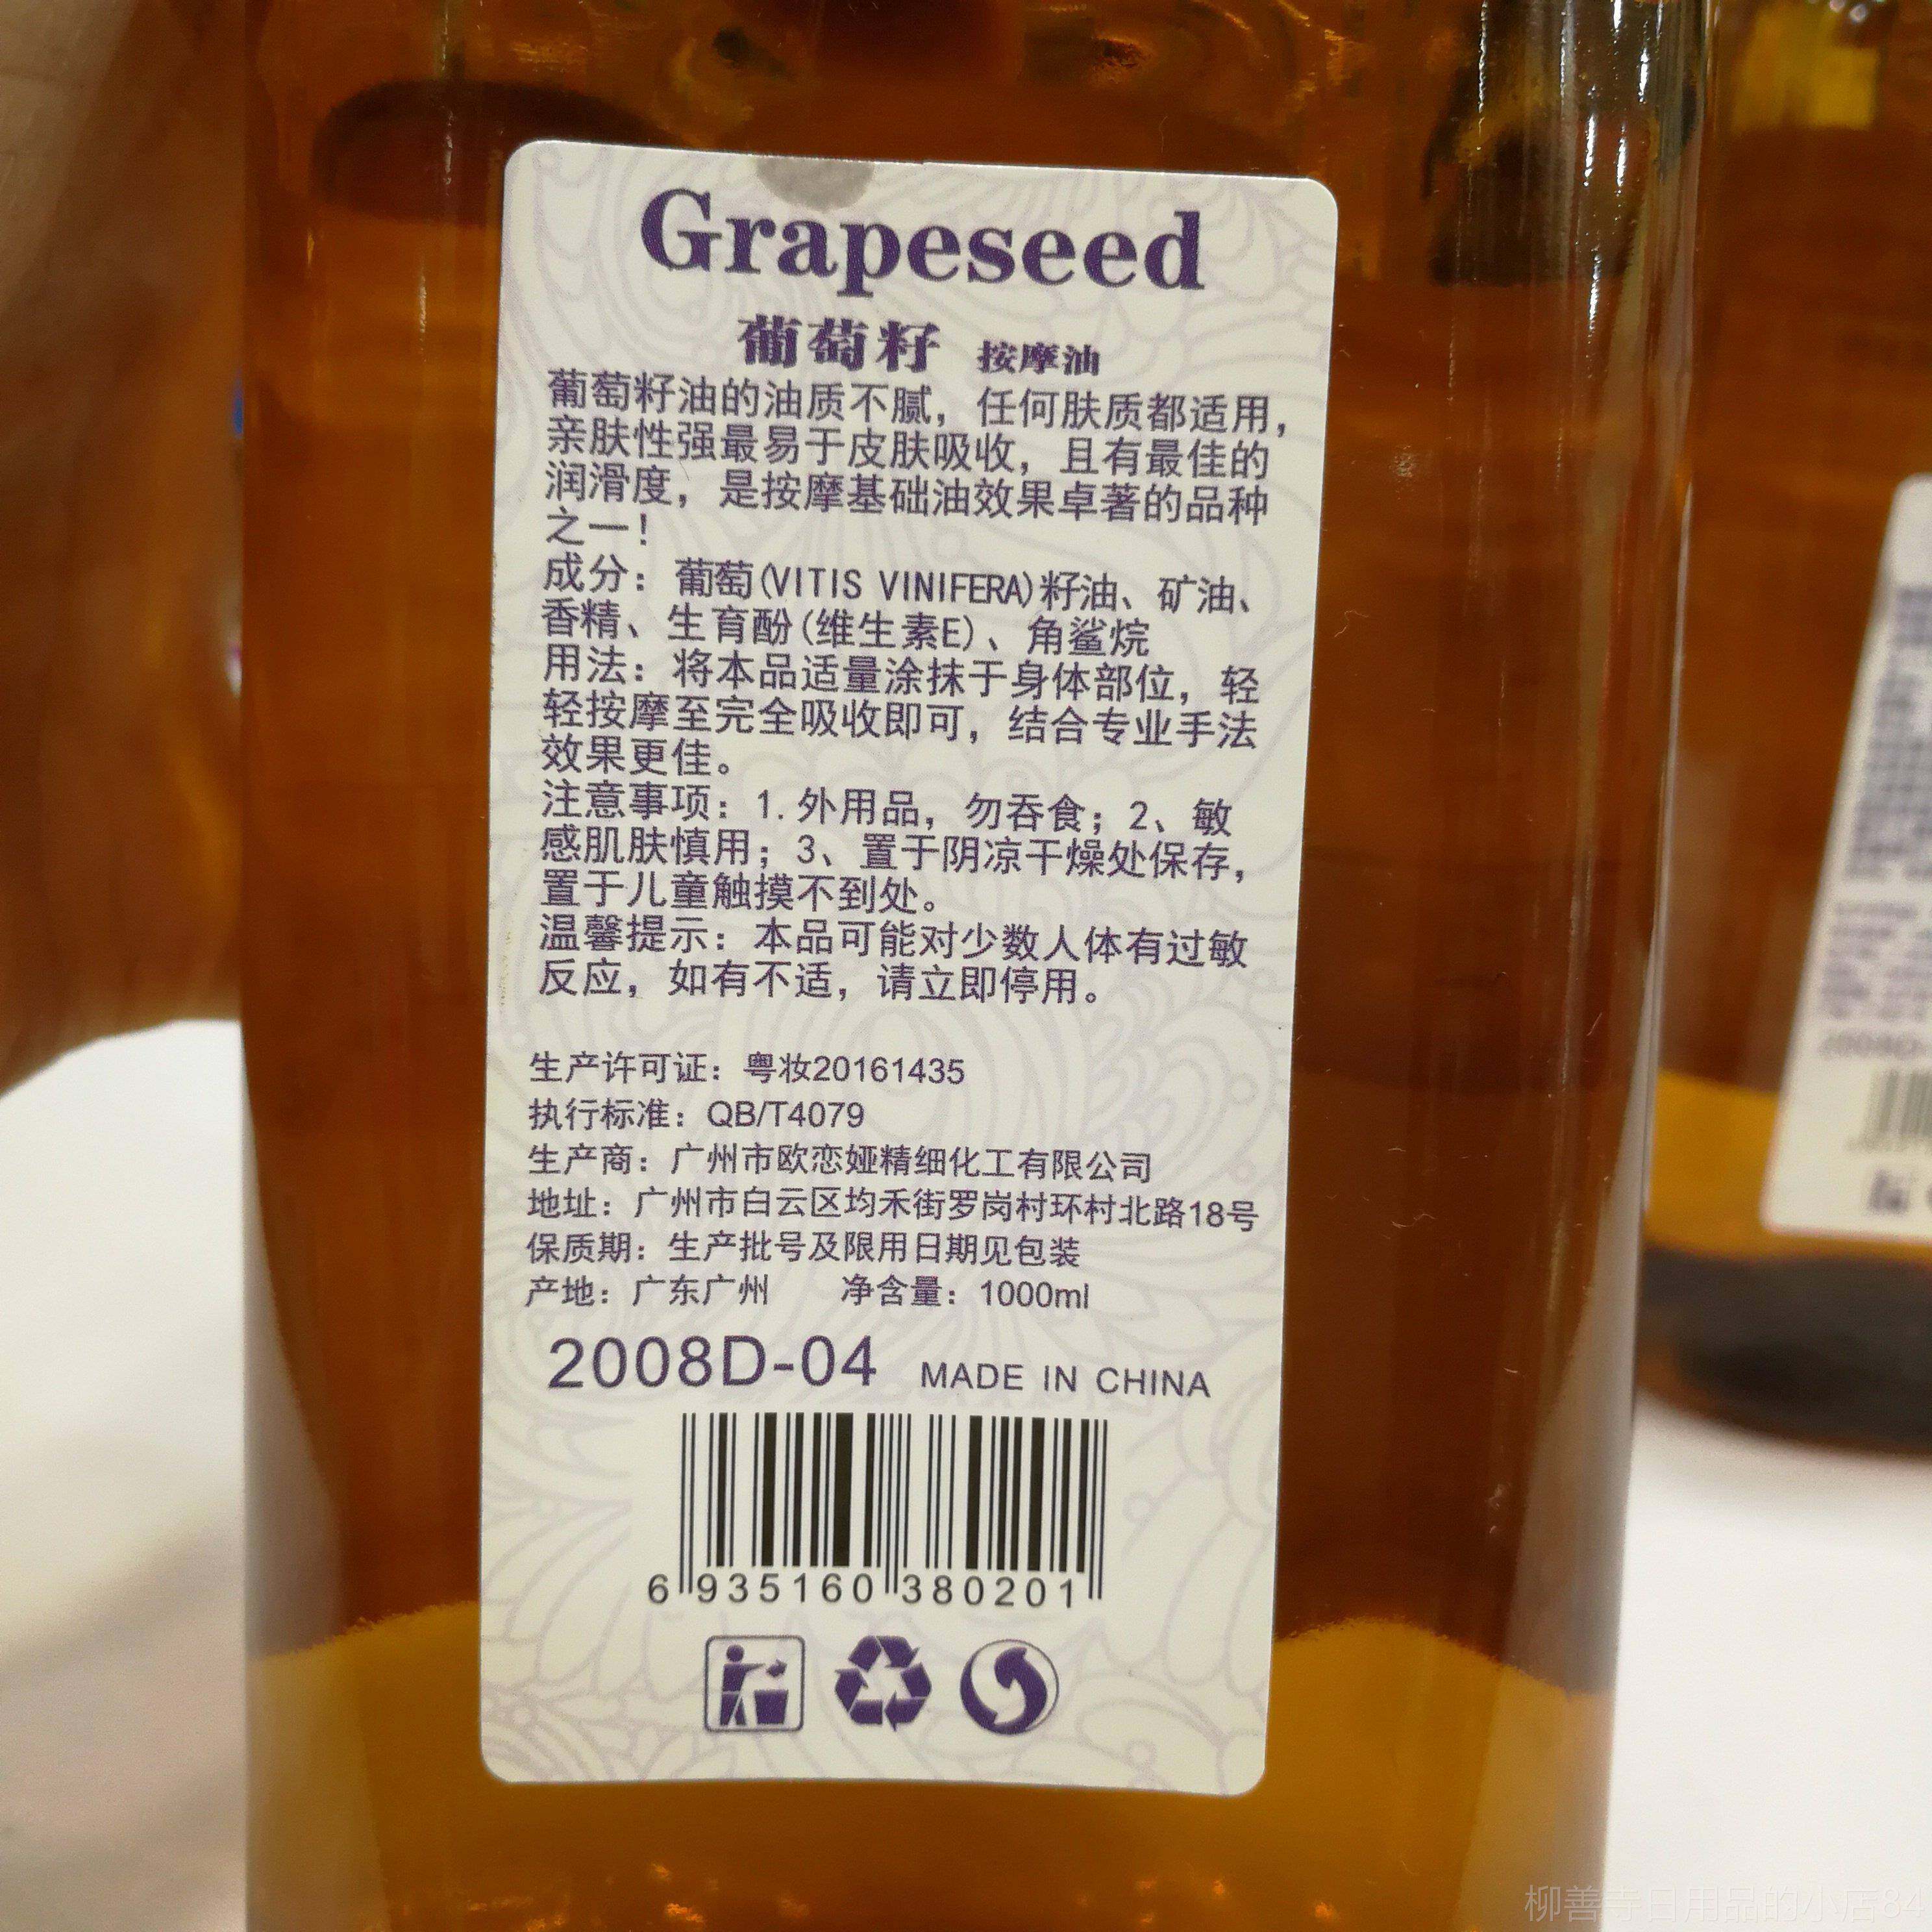 Grapeseed
葡萄籽 按摩油
葡萄籽油的油质不腻，任何肤质都适用，
亲肤性强最易于皮肤吸收，且有最佳的
润滑度，是按摩基础油效果卓著的品种
之一！
成分：葡萄(VITIS VINIFERA)籽油、矿油、
香精、生育酚(维生素E)、角鲨烷
用法：将本品适量涂抹于身体部位，轻
轻按摩至完全吸收即可，结合专业手法
效果更佳。
注意事项：1.外用品，勿吞食；2、敏
感肌肤慎用；3、置于阴凉干燥处保存，
置于儿童触摸不到处。
温馨提示：本品可能对少数人体有过敏
反应，如有不适，请立即停用。
生产许可证：粤妆20161435
执行标准：QB/T4079
生产商：广州市欧恋娅精细化工有限公司
地址：广州市白云区均禾街罗岗村环村北路18号
保质期：生产批号及限用日期见包装
产地：广东广州 净含量：1000ml
2008D-04 MADE IN CHINA
6 935160 380201
柳善寺日用品的小店84